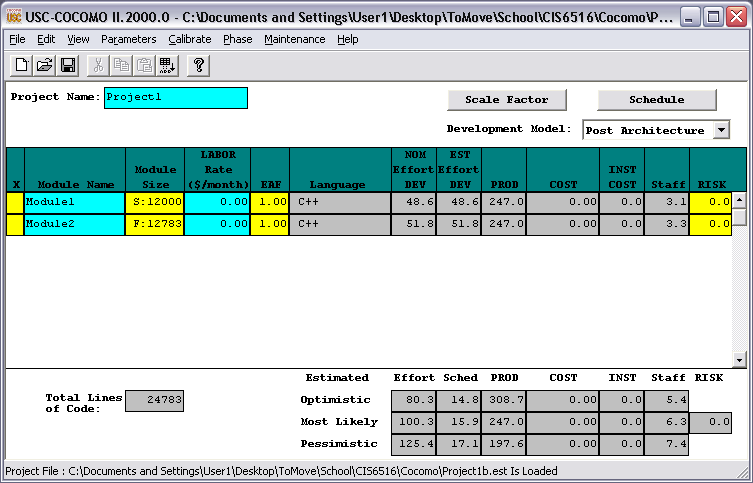 USC-COCOMO II.2000.0 - C:\Documents and Settings\User1\Desktop\ToMove\School\CIS6516\Cocomo\P...
File Edit View Parameters Calibrate Phase Maintenance Help
Project Name: Project1
Scale Factor Schedule
Development Model: Post Architecture
X Module Name Module Size LABOR Rate ($/month) EAF Language NOM Effort DEV EST Effort DEV PROD COST INST COST Staff RISK
Module1 S:12000 0.00 1.00 C++ 48.6 48.6 247.0 0.00 0.0 3.1 0.0
Module2 F:12783 0.00 1.00 C++ 51.8 51.8 247.0 0.00 0.0 3.3 0.0
Estimated Effort Sched PROD COST INST Staff RISK
Total Lines of Code: 24783
Optimistic 80.3 14.8 308.7 0.00 0.0 5.4
Most Likely 100.3 15.9 247.0 0.00 0.0 6.3 0.0
Pessimistic 125.4 17.1 197.6 0.00 0.0 7.4
Project File : C:\Documents and Settings\User1\Desktop\ToMove\School\CIS6516\Cocomo\Project1b.est Is Loaded